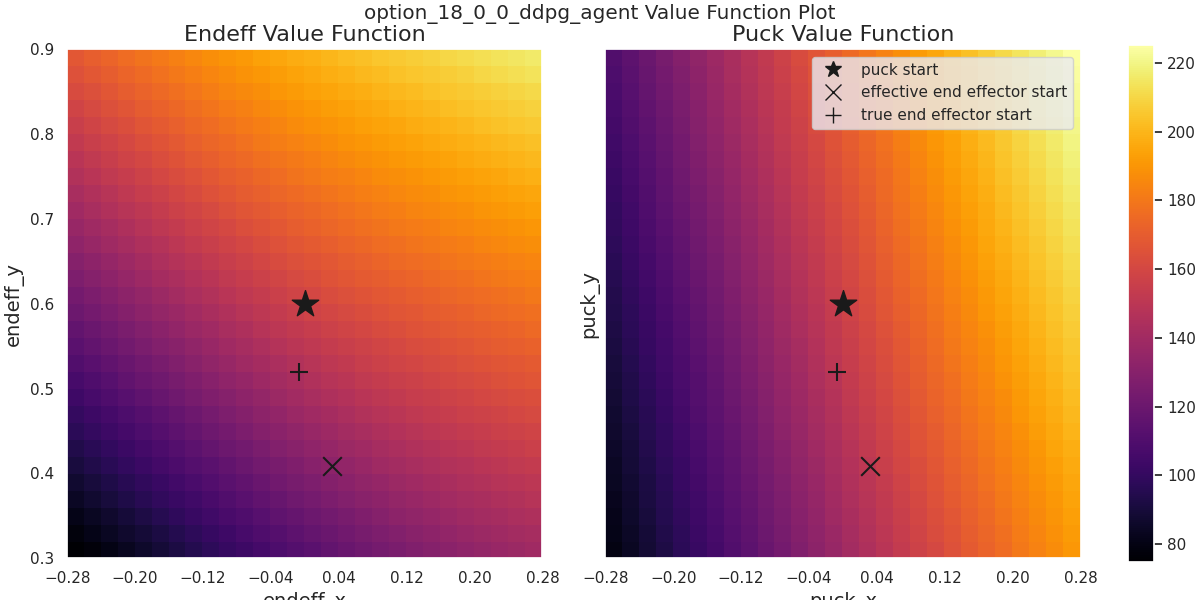 option_18_0_0_ddpg_agent Value Function Plot
Endeff Value Function
Puck Value Function
puck start
effective end effector start
true end effector start
endeff_y
0.9
0.8
0.7
0.6
0.5
0.4
0.3
−0.28 −0.20 −0.12 −0.04 0.04 0.12 0.20 0.28
endeff_x
puck_y
−0.28 −0.20 −0.12 −0.04 0.04 0.12 0.20 0.28
puck_x
220
200
180
160
140
120
100
80